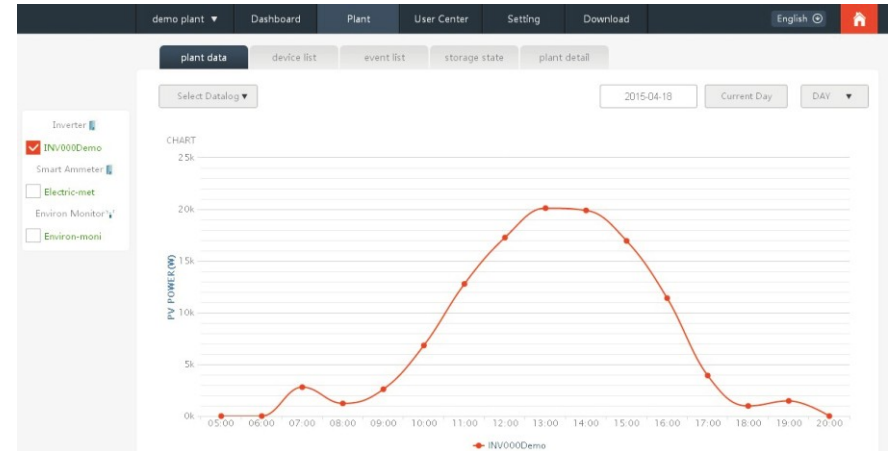 demo plant ▼ Dashboard Plant User Center Setting Download English
plant data device list event list storage state plant detail
Select Datalog ▼ 2015-04-18 Current Day DAY ▼
Inverter
INV000Demo
Smart Ammeter
Electric-met
Environ Monitor
Environ-moni
CHART
25k
20k
15k
10k
5k
0k
PV POWER(W)
05:00 06:00 07:00 08:00 09:00 10:00 11:00 12:00 13:00 14:00 15:00 16:00 17:00 18:00 19:00 20:00
INV000Demo